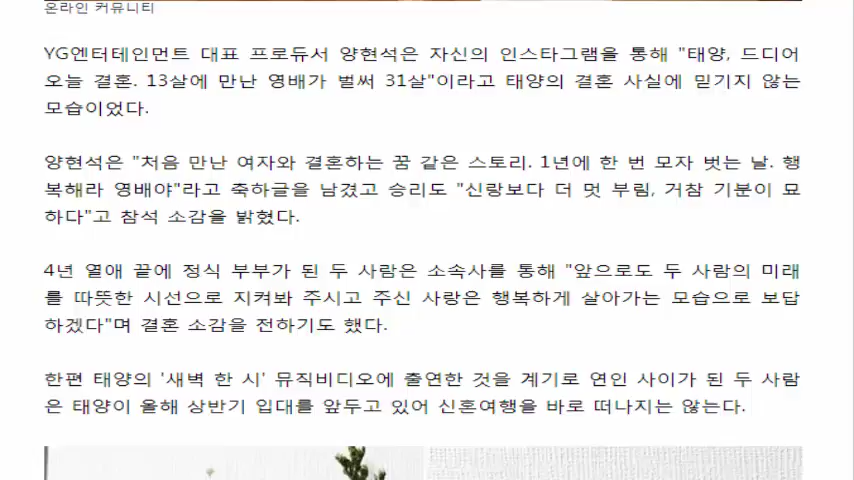 온라인 커뮤니티
YG엔터테인먼트 대표 프로듀서 양현석은 자신의 인스타그램을 통해 "태양, 드디어
오늘 결혼. 13살에 만난 영배가 벌써 31살"이라고 태양의 결혼 사실에 믿기지 않는
모습이었다.
양현석은 "처음 만난 여자와 결혼하는 꿈 같은 스토리. 1년에 한 번 모자 벗는 날. 행
복해라 영배야"라고 축하글을 남겼고 승리도 "신랑보다 더 멋 부림, 거참 기분이 묘
하다"고 참석 소감을 밝혔다.
4년 열애 끝에 정식 부부가 된 두 사람은 소속사를 통해 "앞으로도 두 사람의 미래
를 따뜻한 시선으로 지켜봐 주시고 주신 사랑은 행복하게 살아가는 모습으로 보답
하겠다"며 결혼 소감을 전하기도 했다.
한편 태양의 '새벽 한 시' 뮤직비디오에 출연한 것을 계기로 연인 사이가 된 두 사람
은 태양이 올해 상반기 입대를 앞두고 있어 신혼여행을 바로 떠나지는 않는다.